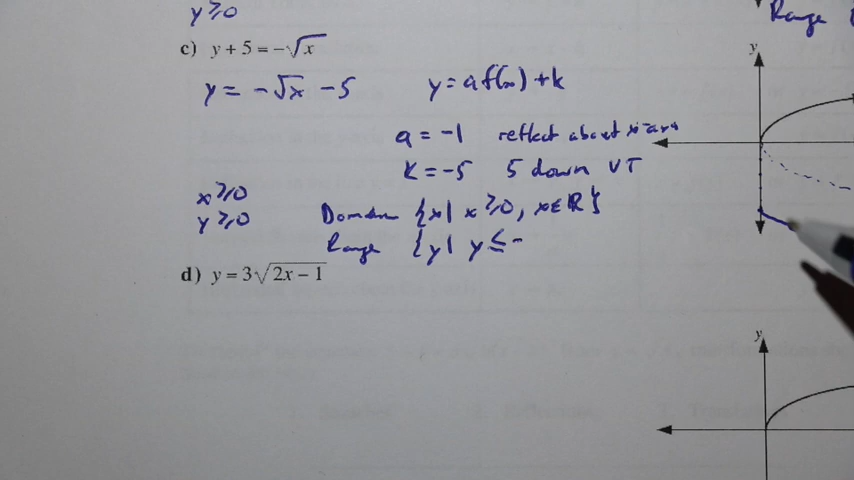 y ≥ 0
Range {
c) y + 5 = -√x
y
y = -√x - 5
y = a f(x) + k
a = -1 reflect about x-axis
k = -5 5 down VT
x ≥ 0
y ≥ 0
Domain {x| x ≥ 0, x ∈ R}
Range {y| y ≤ -
d) y = 3√(2x - 1)
y